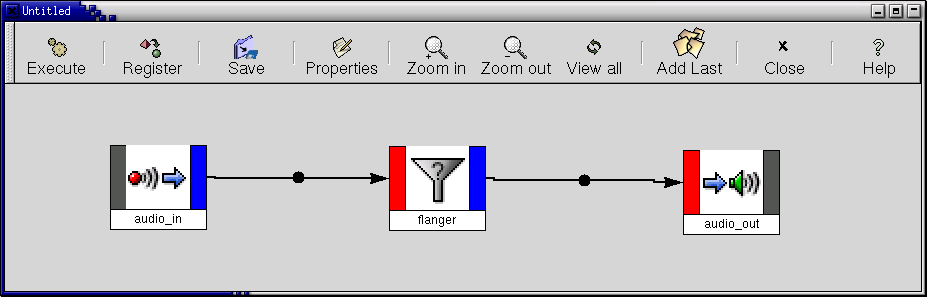 Untitled
Execute Register Save Properties Zoom in Zoom out View all Add Last Close Help
audio_in flanger audio_out